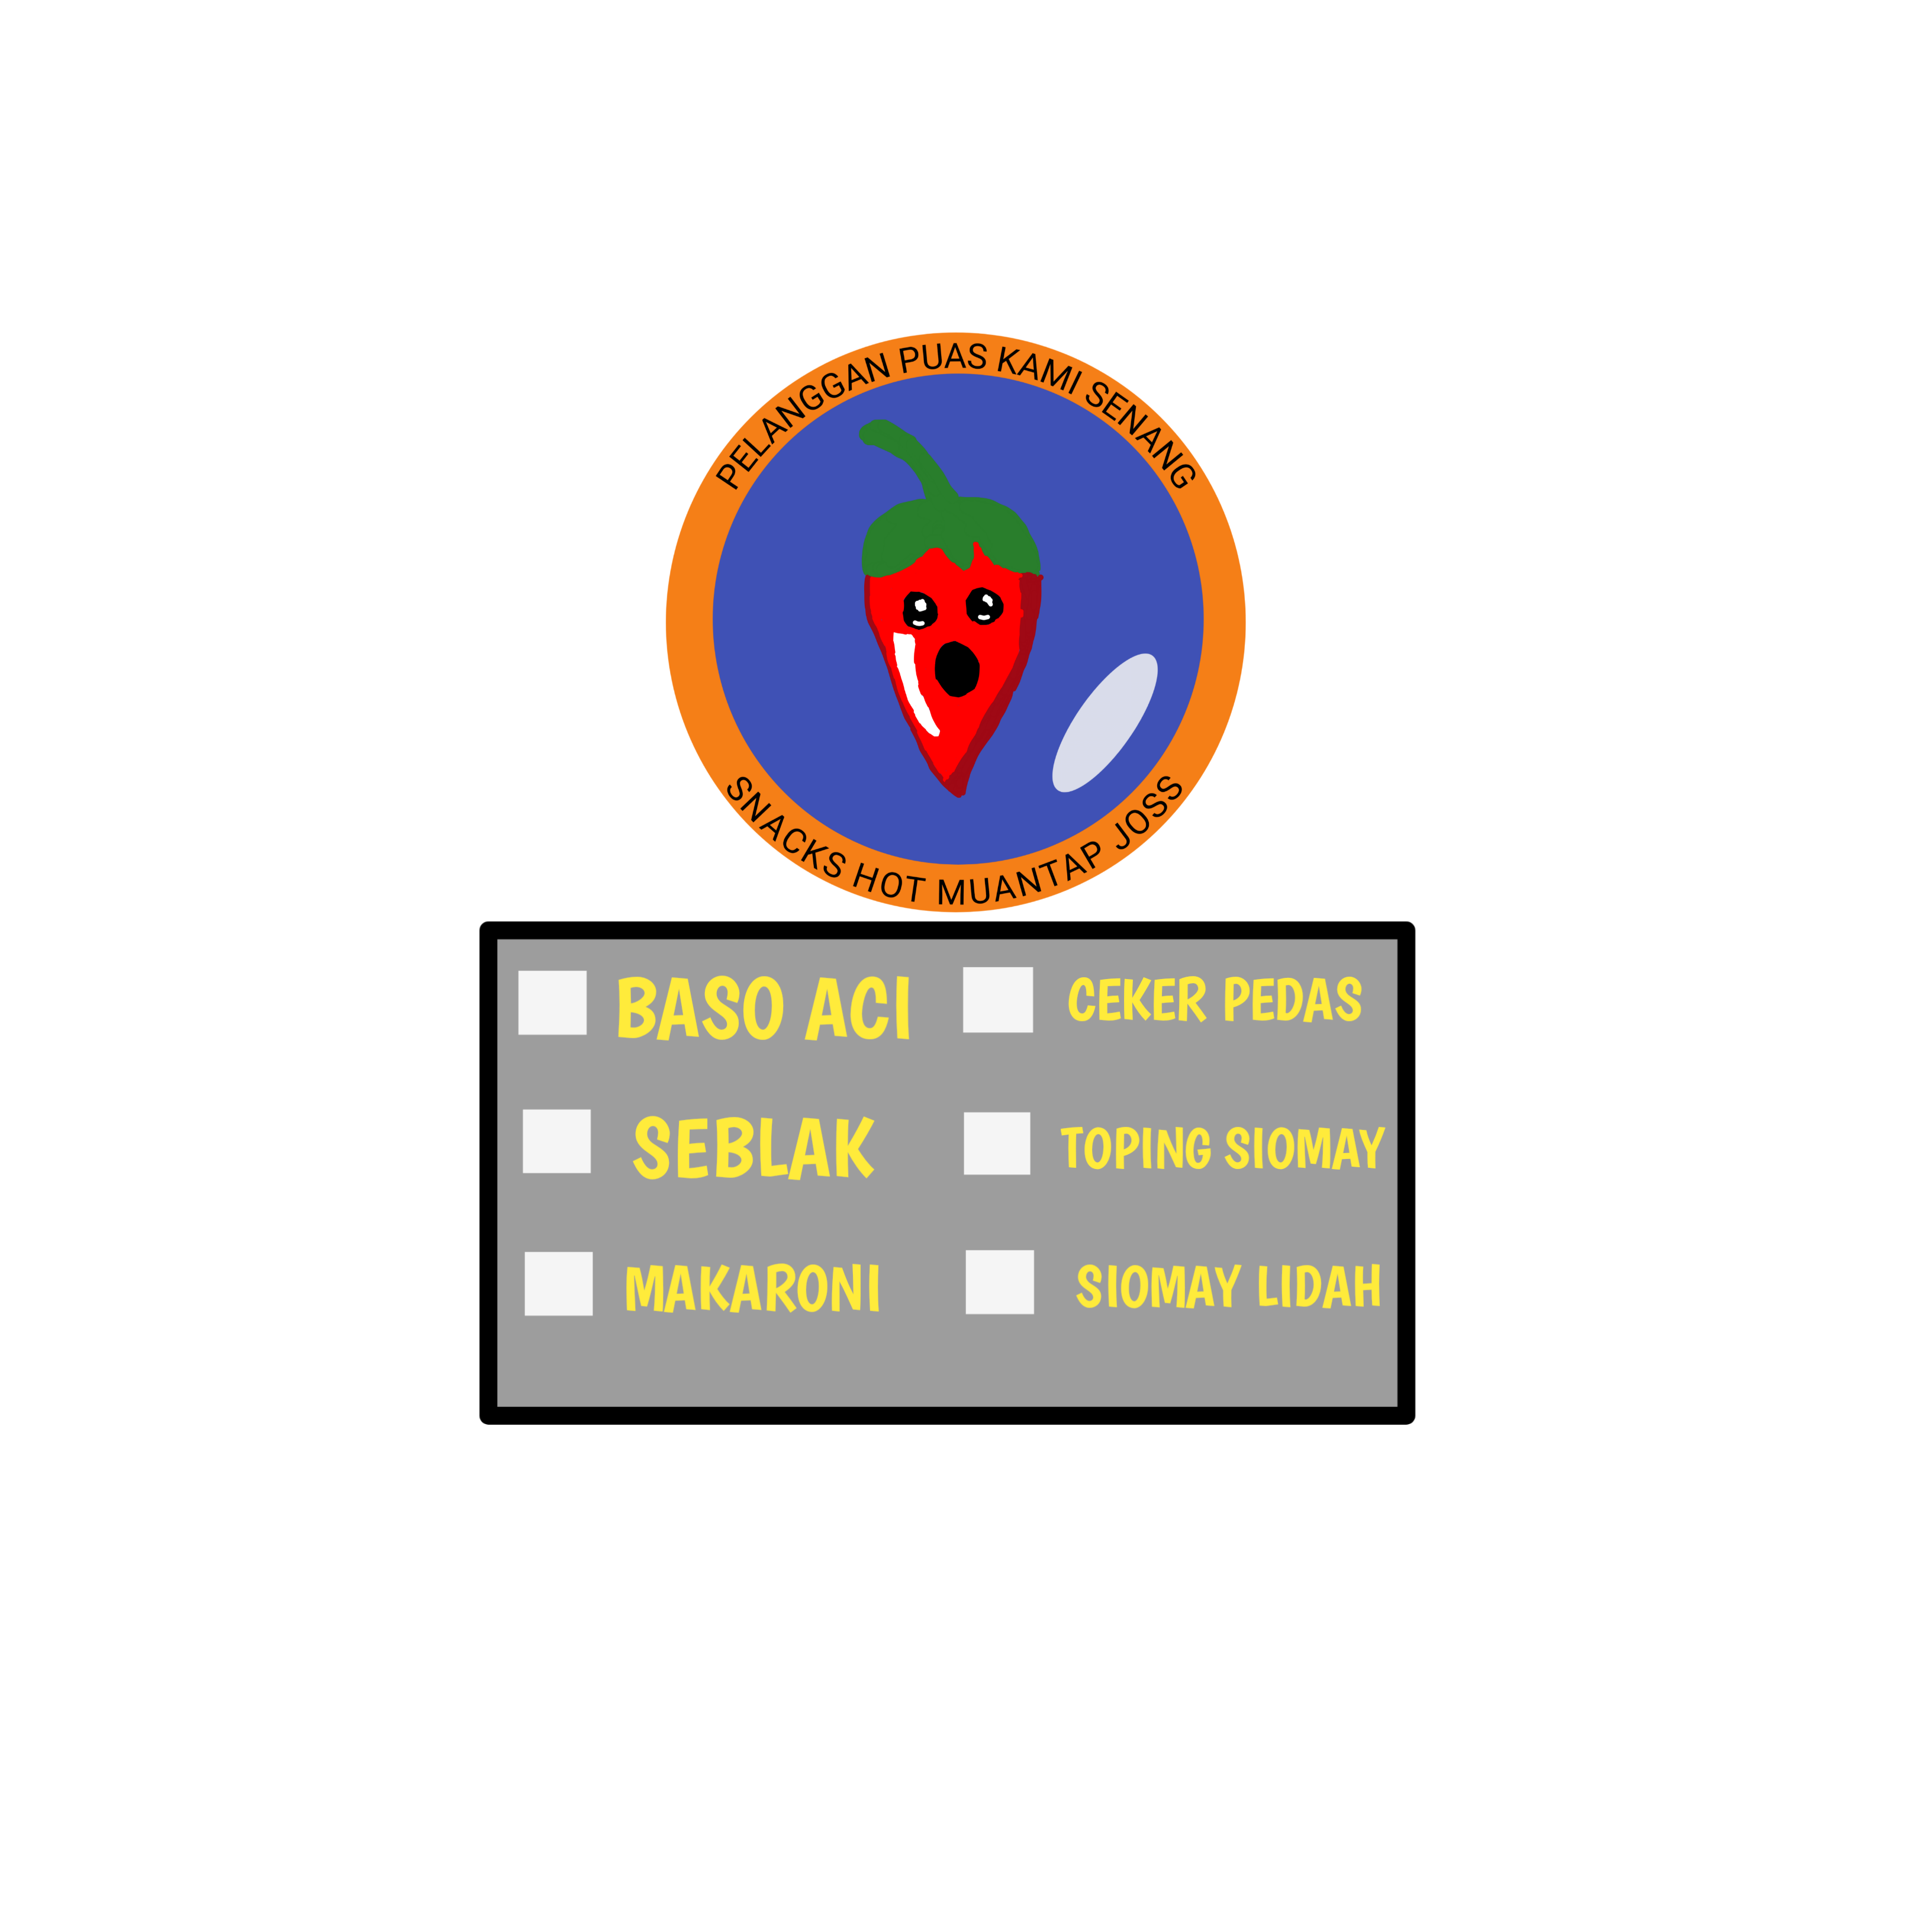 PELANGGAN PUAS KAMI SENANG
SNACKS HOT MUANTAP JOSS
BASO ACI
CEKER PEDAS
SEBLAK
TOPING SIOMAY
MAKARONI
SIOMAY LIDAH